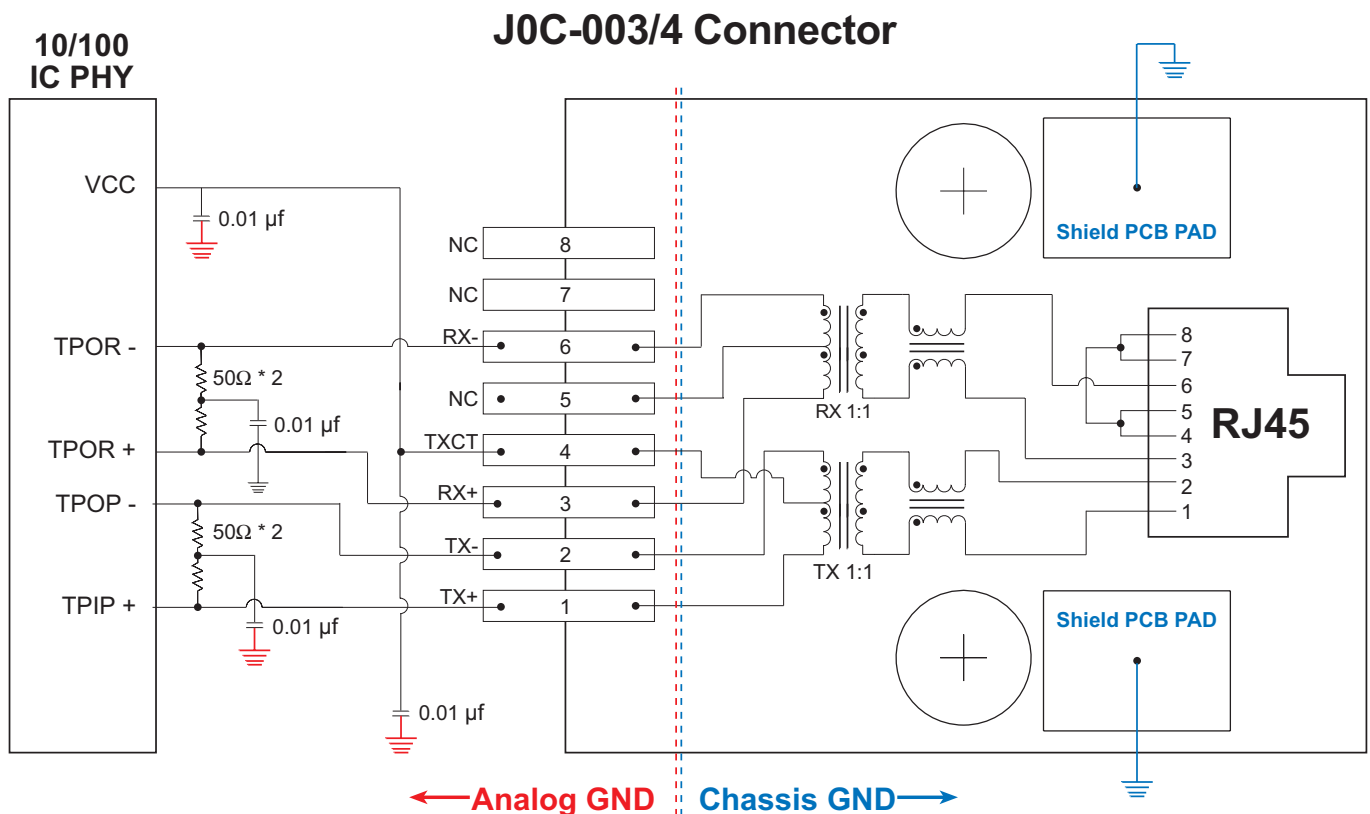 J0C-003/4 Connector
10/100
IC PHY
VCC
0.01 µf
TPOR -
50Ω * 2
0.01 µf
TPOR +
TPOP -
50Ω * 2
TPIP +
0.01 µf
0.01 µf
NC
8
NC
7
RX-
6
NC
5
TXCT
4
RX+
3
TX-
2
TX+
1
Shield PCB PAD
RX 1:1
TX 1:1
8
7
6
5
4
3
2
1
RJ45
Shield PCB PAD
Analog GND
Chassis GND